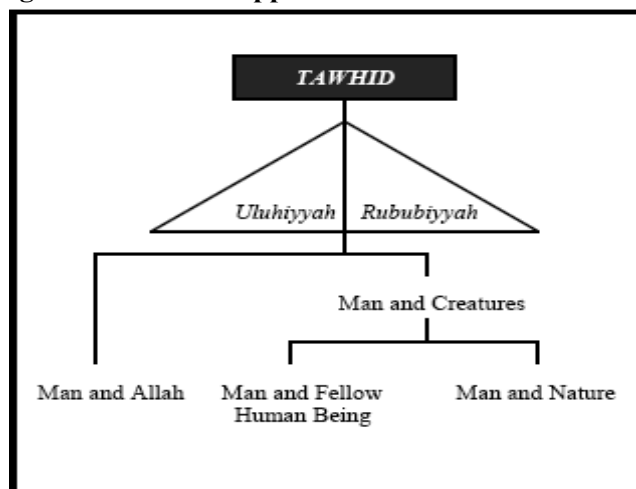 TAWHID
Uluhiyyah Rububiyyah
Man and Creatures
Man and Allah Man and Fellow Man and Nature
Human Being